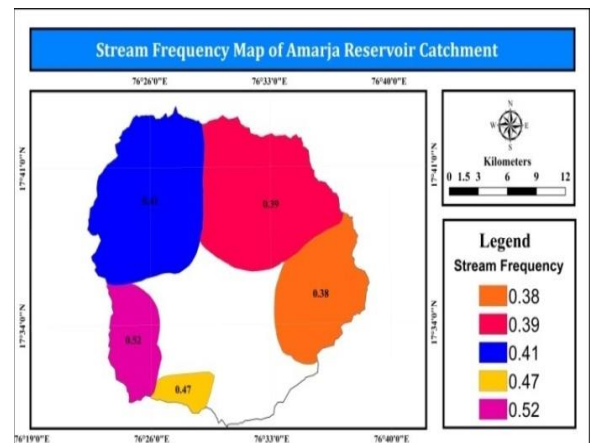 Stream Frequency Map of Amarja Reservoir Catchment
76°26'0"E 76°33'0"E 76°40'0"E
N
W E
S
Kilometers
0 1.5 3 6 9 12
17°41'0"N 17°41'0"N
0.41 0.39
0.38
17°34'0"N 17°34'0"N
0.52
0.47
Legend
Stream Frequency
0.38
0.39
0.41
0.47
0.52
76°19'0"E 76°26'0"E 76°33'0"E 76°40'0"E